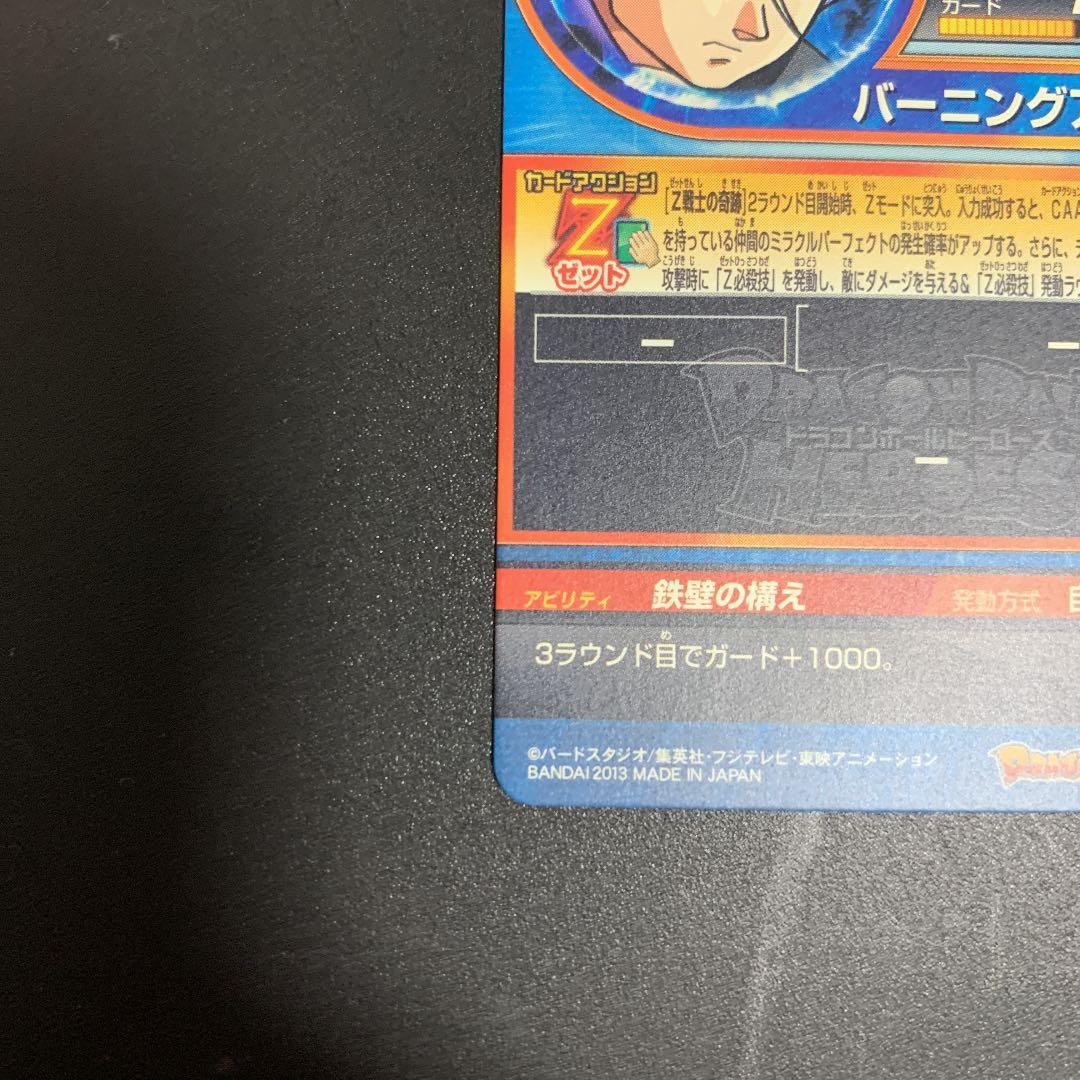 カード
バーニング
カードアクション
Z
ゼット
[Z戦士の奇跡]2ラウンド目開始時、Zモードに突入。入力成功すると、CAA
を持っている仲間のミラクルパーフェクトの発生確率がアップする。さらに、
攻撃時に「Z必殺技」を発動し、敵にダメージを与える&「Z必殺技」発動ラウ
ー
ー
DRAGON BA
ドラゴンボールヒーローズ
ー
HEROES
アビリティ 鉄壁の構え 発動方式
3ラウンド目でガード+1000。
©バードスタジオ/集英社・フジテレビ・東映アニメーション
BANDAI 2013 MADE IN JAPAN
DRAG